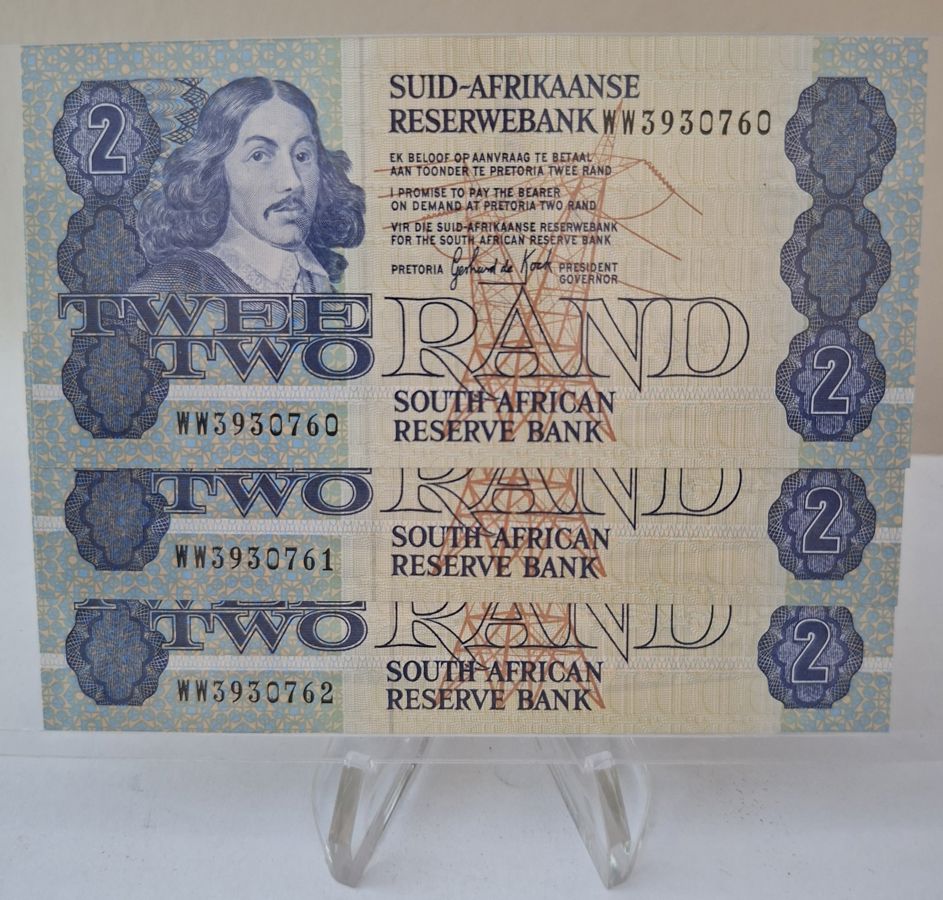 2
SUID-AFRIKAANSE
RESERWEBANK WW3930760
EK BELOOF OP AANVRAAG TE BETAAL
AAN TOONDER TE PRETORIA TWEE RAND
I PROMISE TO PAY THE BEARER
ON DEMAND AT PRETORIA TWO RAND
VIR DIE SUID-AFRIKAANSE RESERWEBANK
FOR THE SOUTH AFRICAN RESERVE BANK
PRETORIA Gerhard de Kock PRESIDENT
GOVERNOR
TWEE
TWO RAND
2
SOUTH AFRICAN
RESERVE BANK
WW3930760
TWO RAND
2
SOUTH AFRICAN
RESERVE BANK
WW3930761
TWO RAND
2
SOUTH AFRICAN
RESERVE BANK
WW3930762